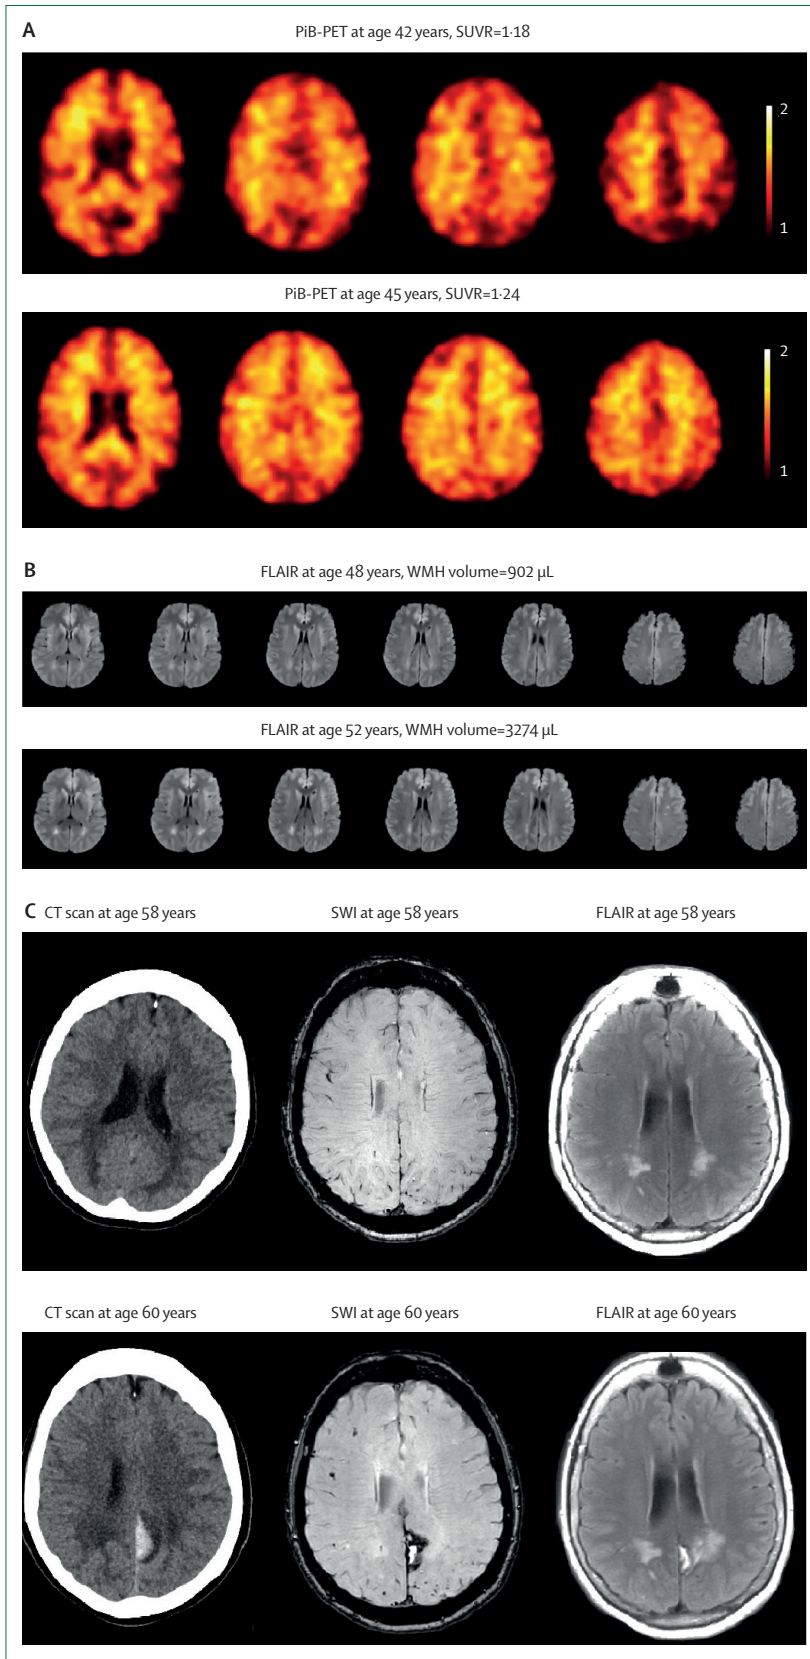 A
PiB-PET at age 42 years, SUVR=1·18
2
1
PiB-PET at age 45 years, SUVR=1·24
2
1
B
FLAIR at age 48 years, WMH volume=902 μL
FLAIR at age 52 years, WMH volume=3274 μL
C CT scan at age 58 years SWI at age 58 years FLAIR at age 58 years
CT scan at age 60 years SWI at age 60 years FLAIR at age 60 years